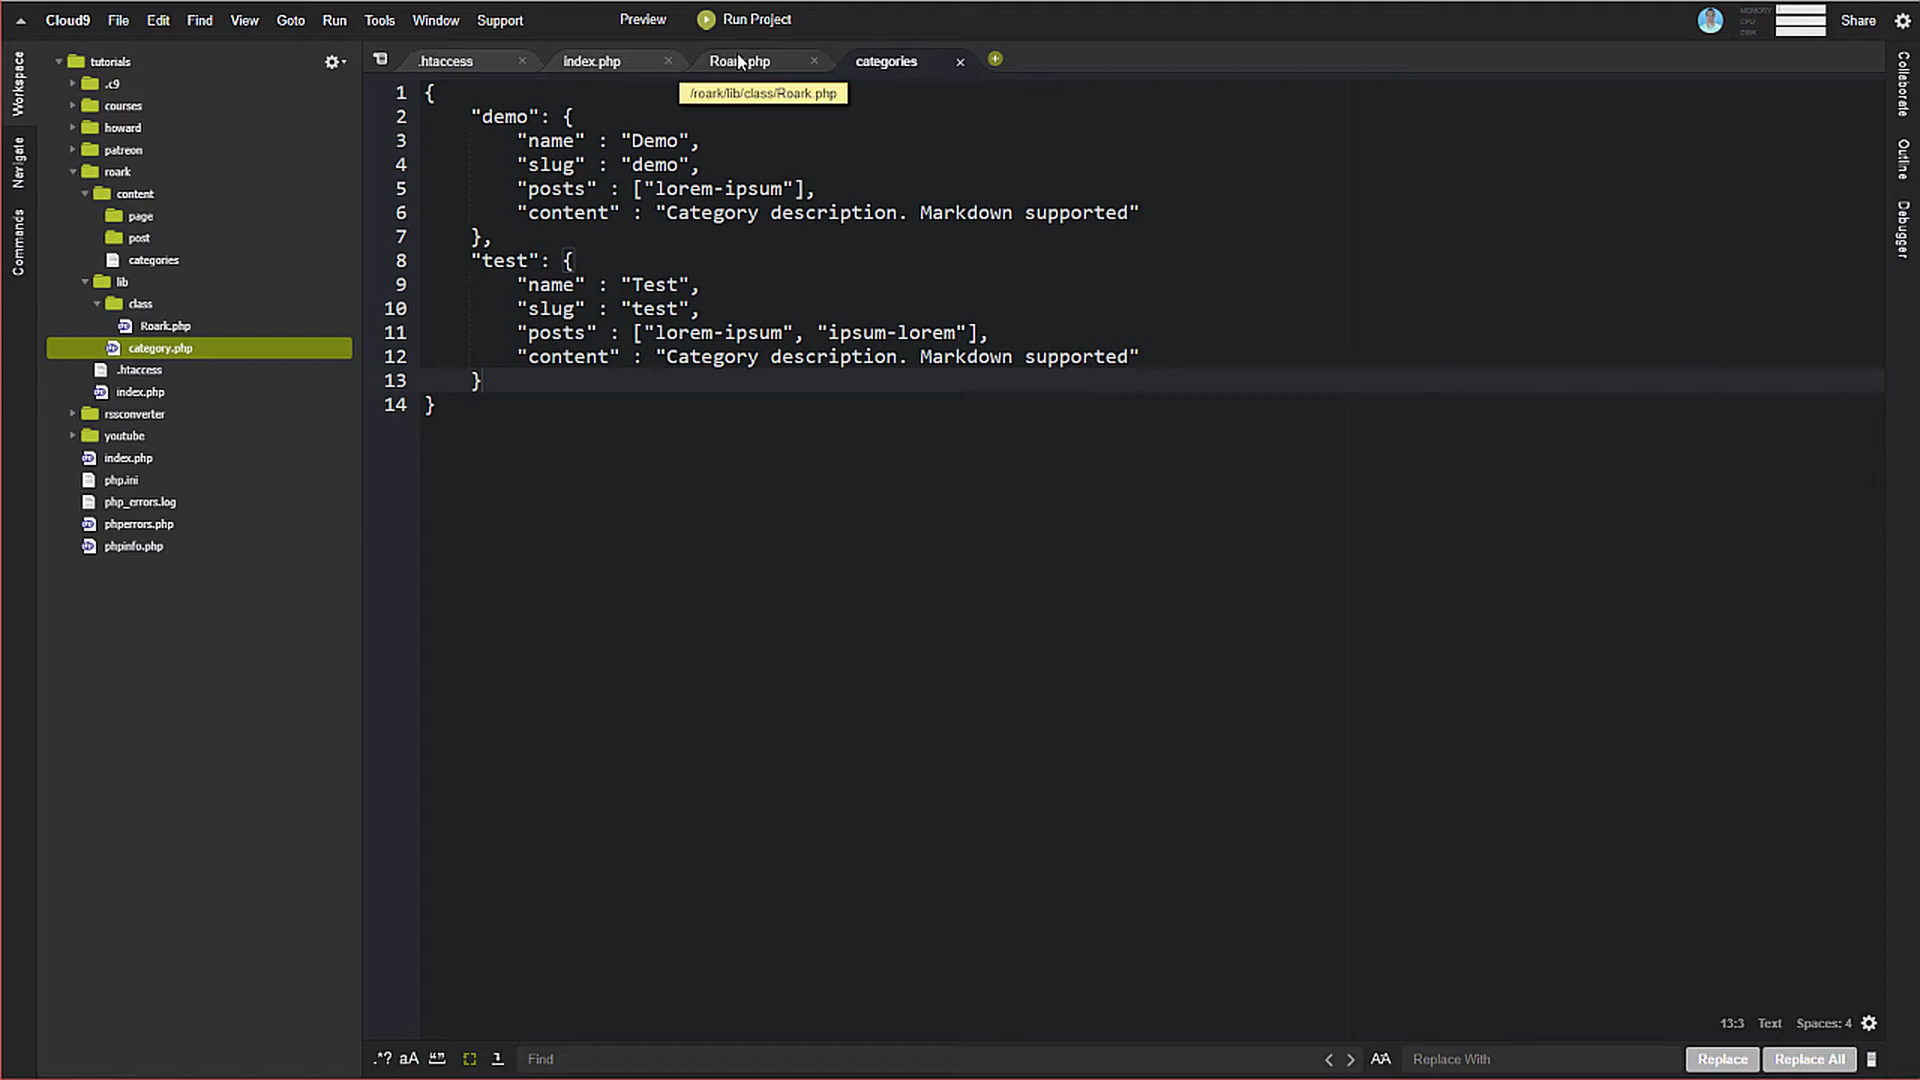 Cloud9 File Edit Find View Goto Run Tools Window Support Preview Run Project MEMORY CPU DISK Share
Workspace
Navigate
Commands
tutorials
.c9
courses
howard
patreon
roark
content
page
post
categories
lib
class
Roark.php
category.php
.htaccess
index.php
rssconverter
youtube
index.php
php.ini
php_errors.log
phperrors.php
phpinfo.php
.htaccess index.php Roark.php categories
/roark/lib/class/Roark.php
1 {
2 "demo": {
3 "name" : "Demo",
4 "slug" : "demo",
5 "posts" : ["lorem-ipsum"],
6 "content" : "Category description. Markdown supported"
7 },
8 "test": {
9 "name" : "Test",
10 "slug" : "test",
11 "posts" : ["lorem-ipsum", "ipsum-lorem"],
12 "content" : "Category description. Markdown supported"
13 }
14 }
Collaborate
Outline
Debugger
13:3 Text Spaces: 4
.*? aA Find Replace With Replace Replace All